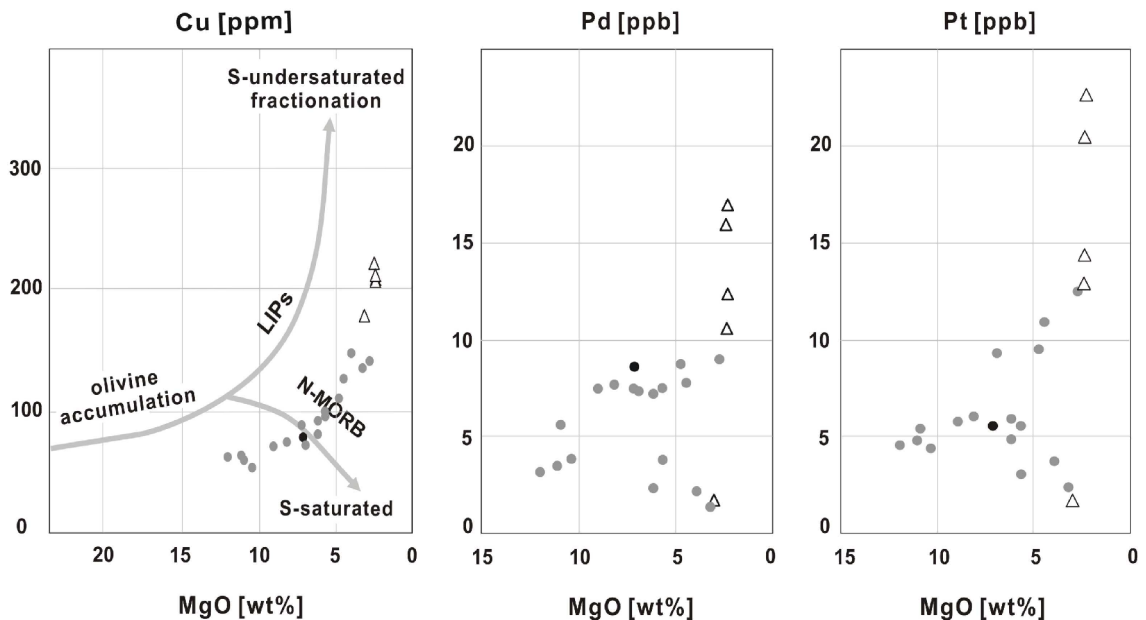 Cu [ppm]
300
200
100
0
S-undersaturated
fractionation
LIPs
olivine
accumulation
N-MORB
S-saturated
20
15
10
5
0
MgO [wt%]
Pd [ppb]
20
15
10
5
0
15
10
5
0
MgO [wt%]
Pt [ppb]
20
15
10
5
0
15
10
5
0
MgO [wt%]